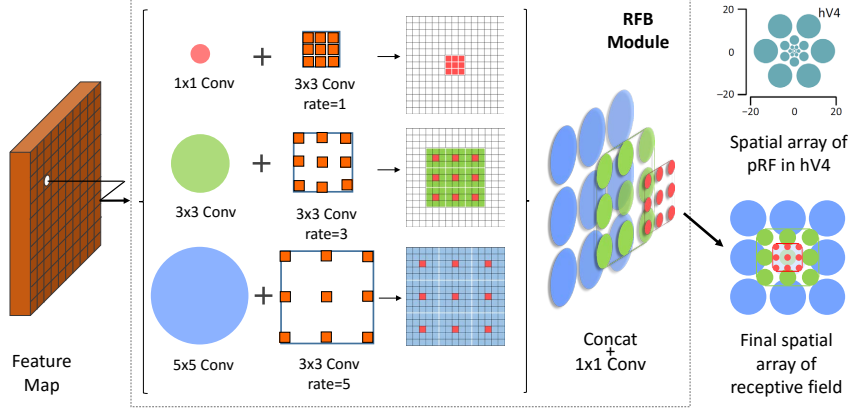 Feature
Map
1x1 Conv
+
3x3 Conv
rate=1
3x3 Conv
+
3x3 Conv
rate=3
5x5 Conv
+
3x3 Conv
rate=5
RFB
Module
Concat
+
1x1 Conv
hV4
20
0
−20
−20
0
20
Spatial array of
pRF in hV4
Final spatial
array of
receptive field